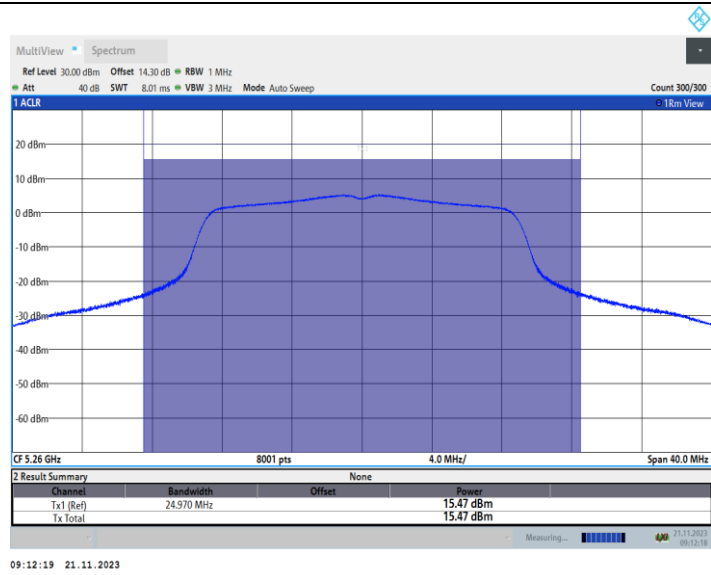 MultiView Spectrum
Ref Level 30.00 dBm Offset 14.30 dB RBW 1 MHz
Att 40 dB SWT 8.01 ms VBW 3 MHz Mode Auto Sweep Count 300/300
1 ACLR 1Rm View
20 dBm
10 dBm
0 dBm
-10 dBm
-20 dBm
-30 dBm
-40 dBm
-50 dBm
-60 dBm
CF 5.26 GHz 8001 pts 4.0 MHz/ Span 40.0 MHz
2 Result Summary None
Channel Bandwidth Offset Power
Tx1 (Ref) 24.970 MHz 15.47 dBm
Tx Total 15.47 dBm
Measuring... 21.11.2023
09:12:18
09:12:19 21.11.2023